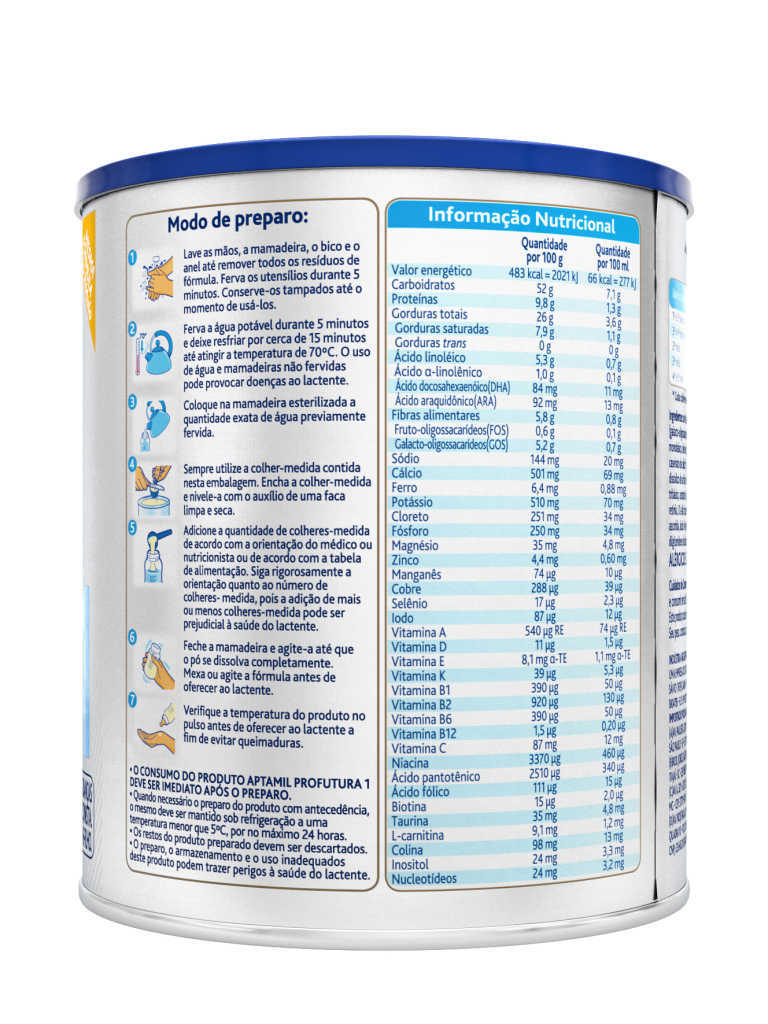 Modo de preparo:
1
Lave as mãos, a mamadeira, o bico e o
anel até remover todos os resíduos de
fórmula. Ferva os utensílios durante 5
minutos. Conserve-os tampados até o
momento de usá-los.
2
70°
Ferva a água potável durante 5 minutos
e deixe resfriar por cerca de 15 minutos
até atingir a temperatura de 70ºC. O uso
de água e mamadeiras não fervidas
pode provocar doenças ao lactente.
3
Coloque na mamadeira esterilizada a
quantidade exata de água previamente
fervida.
4
Sempre utilize a colher-medida contida
nesta embalagem. Encha a colher-medida
e nivele-a com o auxílio de uma faca
limpa e seca.
5
Adicione a quantidade de colheres-medida
de acordo com a orientação do médico ou
nutricionista ou de acordo com a tabela
de alimentação. Siga rigorosamente a
orientação quanto ao número de
colheres- medida, pois a adição de mais
ou menos colheres-medida pode ser
prejudicial à saúde do lactente.
6
Feche a mamadeira e agite-a até que
o pó se dissolva completamente.
Mexa ou agite a fórmula antes de
oferecer ao lactente.
7
Verifique a temperatura do produto no
pulso antes de oferecer ao lactente a
fim de evitar queimaduras.
• O CONSUMO DO PRODUTO APTAMIL PROFUTURA 1
DEVE SER IMEDIATO APÓS O PREPARO.
• Quando necessário o preparo do produto com antecedência,
o mesmo deve ser mantido sob refrigeração a uma
temperatura menor que 5ºC, por no máximo 24 horas.
• Os restos do produto preparado devem ser descartados.
• O preparo, o armazenamento e o uso inadequados
deste produto podem trazer perigos à saúde do lactente.
Informação Nutricional
Quantidade por 100 g Quantidade por 100 ml
Valor energético 483 kcal = 2021 kJ 66 kcal = 277 kJ
Carboidratos 52 g 7,1 g
Proteínas 9,8 g 1,3 g
Gorduras totais 26 g 3,6 g
Gorduras saturadas 7,9 g 1,1 g
Gorduras trans 0 g 0 g
Ácido linoléico 5,3 g 0,7 g
Ácido α-linolênico 1,0 g 0,1 g
Ácido docosahexaenóico(DHA) 84 mg 11 mg
Ácido araquidônico(ARA) 92 mg 13 mg
Fibras alimentares 5,8 g 0,8 g
Fruto-oligossacarídeos(FOS) 0,6 g 0,1 g
Galacto-oligossacarídeos(GOS) 5,2 g 0,7 g
Sódio 144 mg 20 mg
Cálcio 501 mg 69 mg
Ferro 6,4 mg 0,88 mg
Potássio 510 mg 70 mg
Cloreto 251 mg 34 mg
Fósforo 250 mg 34 mg
Magnésio 35 mg 4,8 mg
Zinco 4,4 mg 0,60 mg
Manganês 74 µg 10 µg
Cobre 288 µg 39 µg
Selênio 17 µg 2,3 µg
Iodo 87 µg 12 µg
Vitamina A 540 µg RE 74 µg RE
Vitamina D 11 µg 1,5 µg
Vitamina E 8,1 mg α-TE 1,1 mg α-TE
Vitamina K 39 µg 5,3 µg
Vitamina B1 390 µg 50 µg
Vitamina B2 920 µg 130 µg
Vitamina B6 390 µg 50 µg
Vitamina B12 1,5 µg 0,20 µg
Vitamina C 87 mg 12 mg
Niacina 3370 µg 460 µg
Ácido pantotênico 2510 µg 340 µg
Ácido fólico 111 µg 15 µg
Biotina 15 µg 2,0 µg
Taurina 35 mg 4,8 mg
L-carnitina 9,1 mg 1,2 mg
Colina 98 mg 13 mg
Inositol 24 mg 3,3 mg
Nucleotídeos 24 mg 3,2 mg